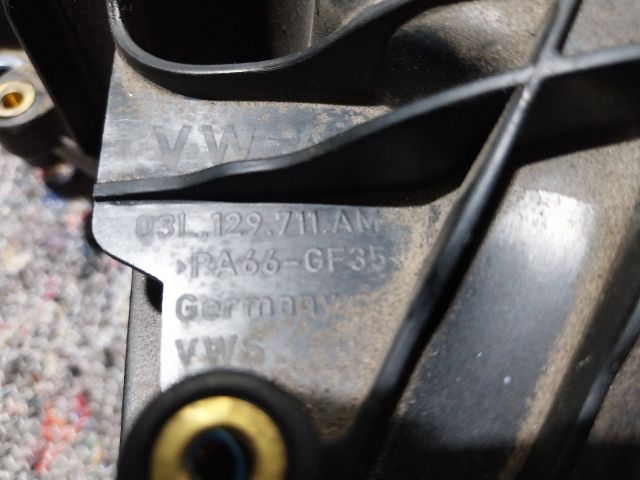 VW-A
03L.129.711.AM
>PA66-GF35<
Germany
VWS